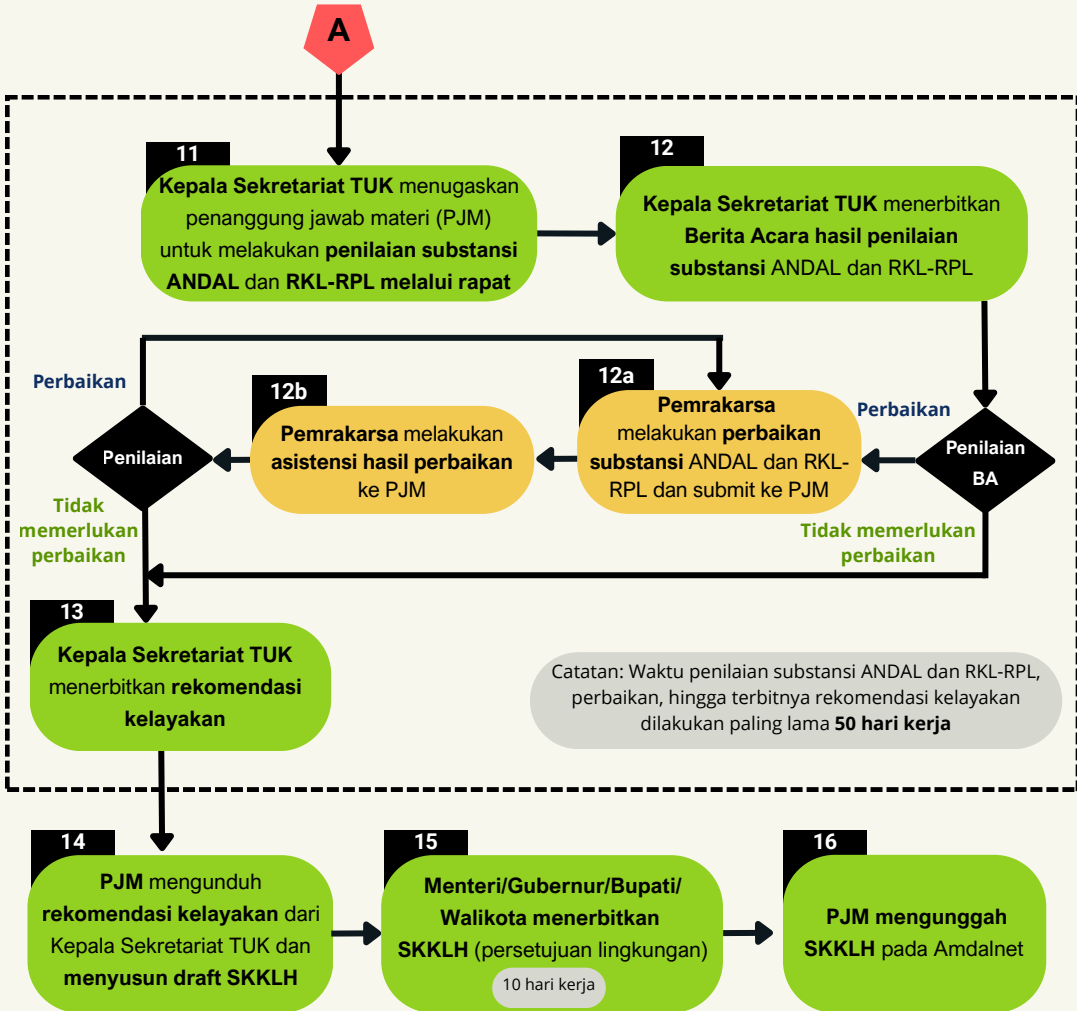 A
11
Kepala Sekretariat TUK menugaskan
penanggung jawab materi (PJM)
untuk melakukan penilaian substansi
ANDAL dan RKL-RPL melalui rapat
12
Kepala Sekretariat TUK menerbitkan
Berita Acara hasil penilaian
substansi ANDAL dan RKL-RPL
Penilaian
BA
Perbaikan
Tidak memerlukan
perbaikan
12a
Pemrakarsa
melakukan perbaikan
substansi ANDAL dan RKL-
RPL dan submit ke PJM
12b
Pemrakarsa melakukan
asistensi hasil perbaikan
ke PJM
Penilaian
Perbaikan
Tidak
memerlukan
perbaikan
13
Kepala Sekretariat TUK
menerbitkan rekomendasi
kelayakan
Catatan: Waktu penilaian substansi ANDAL dan RKL-RPL,
perbaikan, hingga terbitnya rekomendasi kelayakan
dilakukan paling lama 50 hari kerja
14
PJM mengunduh
rekomendasi kelayakan dari
Kepala Sekretariat TUK dan
menyusun draft SKKLH
15
Menteri/Gubernur/Bupati/
Walikota menerbitkan
SKKLH (persetujuan lingkungan)
10 hari kerja
16
PJM mengunggah
SKKLH pada Amdalnet